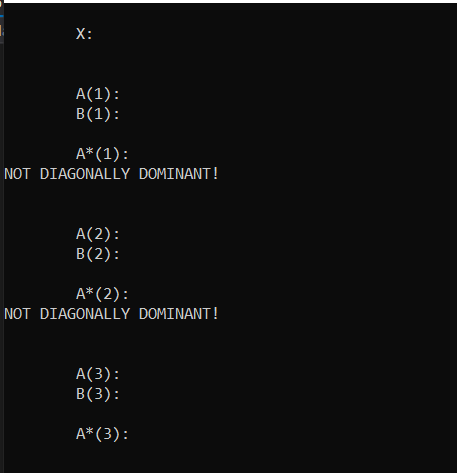 X:
A(1):
B(1):
A*(1):
NOT DIAGONALLY DOMINANT!
A(2):
B(2):
A*(2):
NOT DIAGONALLY DOMINANT!
A(3):
B(3):
A*(3):